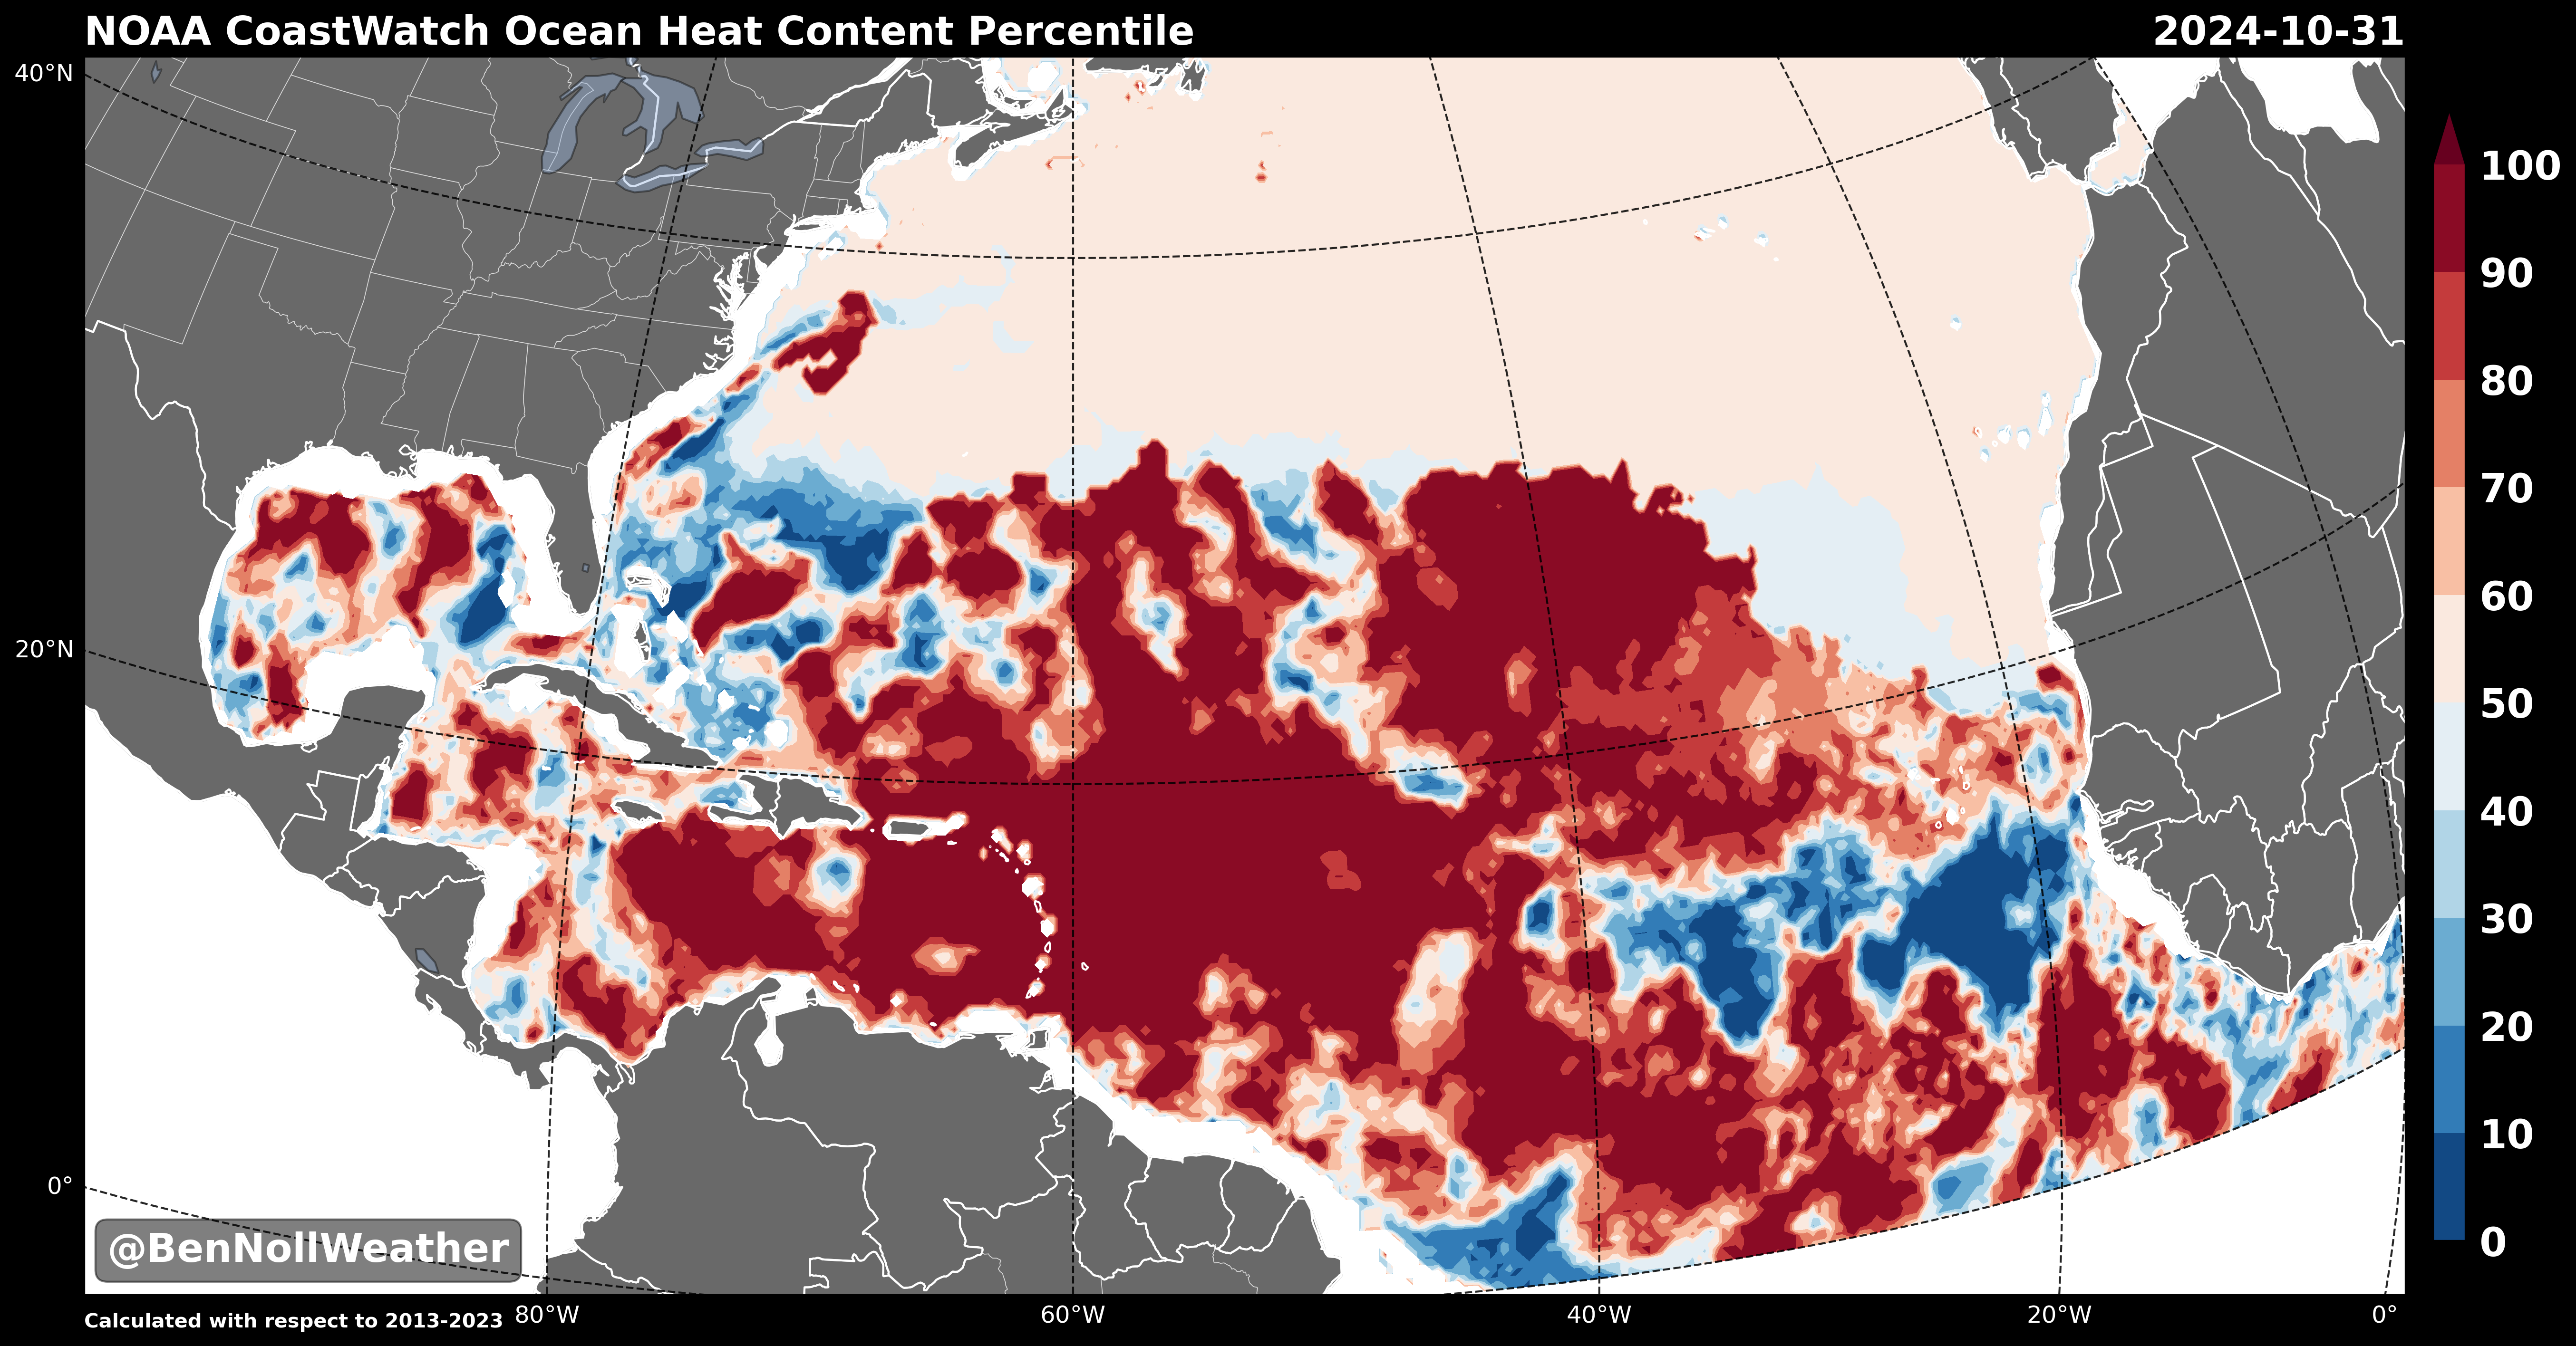 NOAA CoastWatch Ocean Heat Content Percentile 2024-10-31
40°N
20°N
0°
100
90
80
70
60
50
40
30
20
10
0
@BenNollWeather
Calculated with respect to 2013-2023 80°W 60°W 40°W 20°W 0°